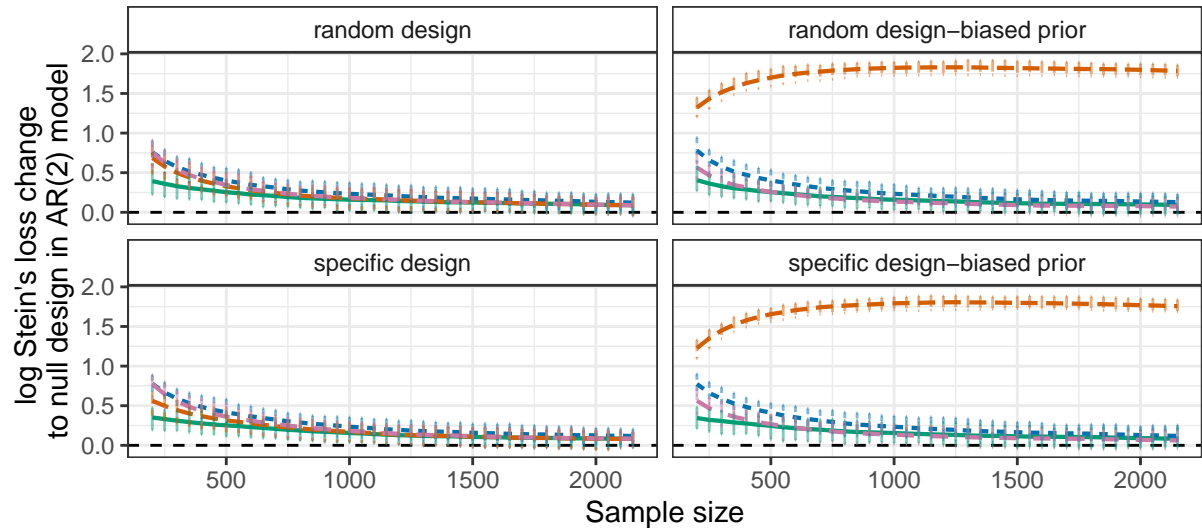 random design
random design−biased prior
2.0
1.5
1.0
0.5
0.0
specific design
specific design−biased prior
2.0
1.5
1.0
0.5
0.0
log Stein's loss change
to null design in AR(2) model
500
1000
1500
2000
500
1000
1500
2000
Sample size